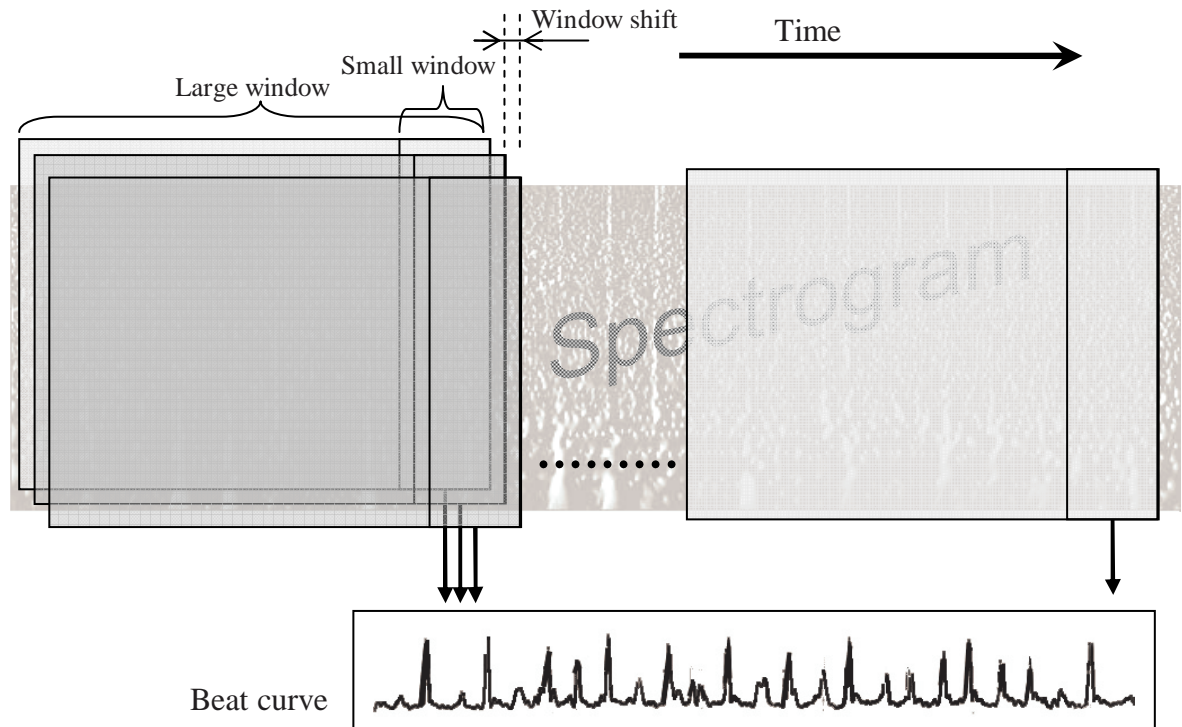 Window shift
Time
Small window
Large window
Spectrogram
Beat curve